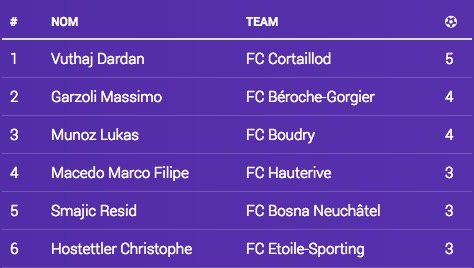 # NOM TEAM
1 Vuthaj Dardan FC Cortaillod 5
2 Garzoli Massimo FC Béroche-Gorgier 4
3 Munoz Lukas FC Boudry 4
4 Macedo Marco Filipe FC Hauterive 3
5 Smajic Resid FC Bosna Neuchâtel 3
6 Hostettler Christophe FC Etoile-Sporting 3